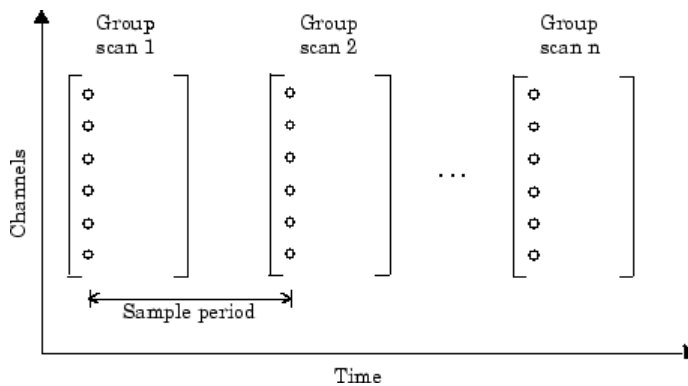 Group
scan 1
Group
scan 2
Group
scan n
...
Channels
Sample period
Time